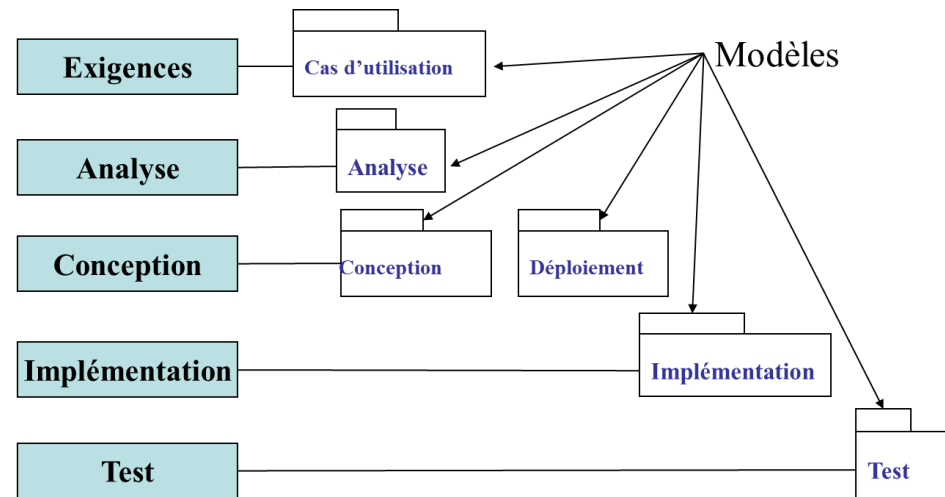 Exigences
Cas d’utilisation
Modèles
Analyse
Analyse
Conception
Conception
Déploiement
Implémentation
Implémentation
Test
Test